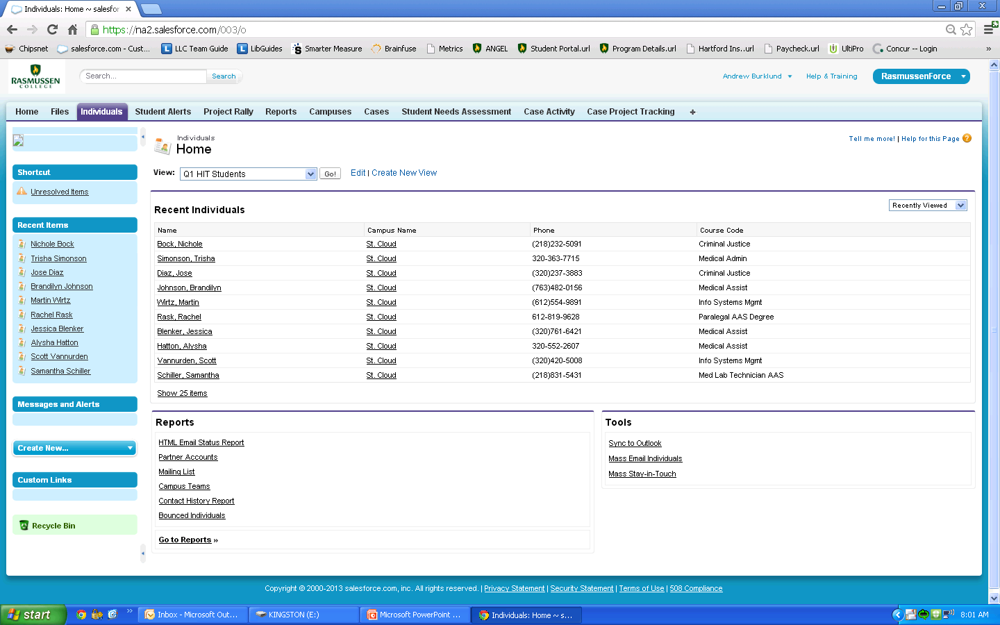 Individuals: Home ~ salesfor
https://na2.salesforce.com/003/o
Chipsnet salesforce.com - Cust... LLC Team Guide LibGuides Smarter Measure Brainfuse Metrics ANGEL Student Portal.url Program Details.url Hartford Ins..url Paycheck.url UltiPro Concur -- Login »
RASMUSSEN
COLLEGE
Search... Search
Andrew Burklund Help & Training RasmussenForce
Home Files Individuals Student Alerts Project Rally Reports Campuses Cases Student Needs Assessment Case Activity Case Project Tracking +
Individuals
Home
Tell me more! | Help for this Page ?
View: Q1 HIT Students Go! Edit | Create New View
Shortcut
Unresolved Items
Recent Items
Nichole Bock
Trisha Simonson
Jose Diaz
Brandilyn Johnson
Martin Wirtz
Rachel Rask
Jessica Blenker
Alysha Hatton
Scott Vannurden
Samantha Schiller
Messages and Alerts
Create New...
Custom Links
Recycle Bin
Recent Individuals
Recently Viewed
Name Campus Name Phone Course Code
Bock, Nichole St. Cloud (218)232-5091 Criminal Justice
Simonson, Trisha St. Cloud 320-363-7715 Medical Admin
Diaz, Jose St. Cloud (320)237-3883 Criminal Justice
Johnson, Brandilyn St. Cloud (763)482-0156 Medical Assist
Wirtz, Martin St. Cloud (612)554-9891 Info Systems Mgmt
Rask, Rachel St. Cloud 612-819-9628 Paralegal AAS Degree
Blenker, Jessica St. Cloud (320)761-6421 Medical Assist
Hatton, Alysha St. Cloud 320-552-2607 Medical Assist
Vannurden, Scott St. Cloud (320)420-5008 Info Systems Mgmt
Schiller, Samantha St. Cloud (218)831-5431 Med Lab Technician AAS
Show 25 items
Reports
HTML Email Status Report
Partner Accounts
Mailing List
Campus Teams
Contact History Report
Bounced Individuals
Go to Reports »
Tools
Sync to Outlook
Mass Email Individuals
Mass Stay-in-Touch
Copyright © 2000-2013 salesforce.com, inc. All rights reserved. | Privacy Statement | Security Statement | Terms of Use | 508 Compliance
start » Inbox - Microsoft Out... KINGSTON (E:) Microsoft PowerPoint ... Individuals: Home ~ s... 8:01 AM